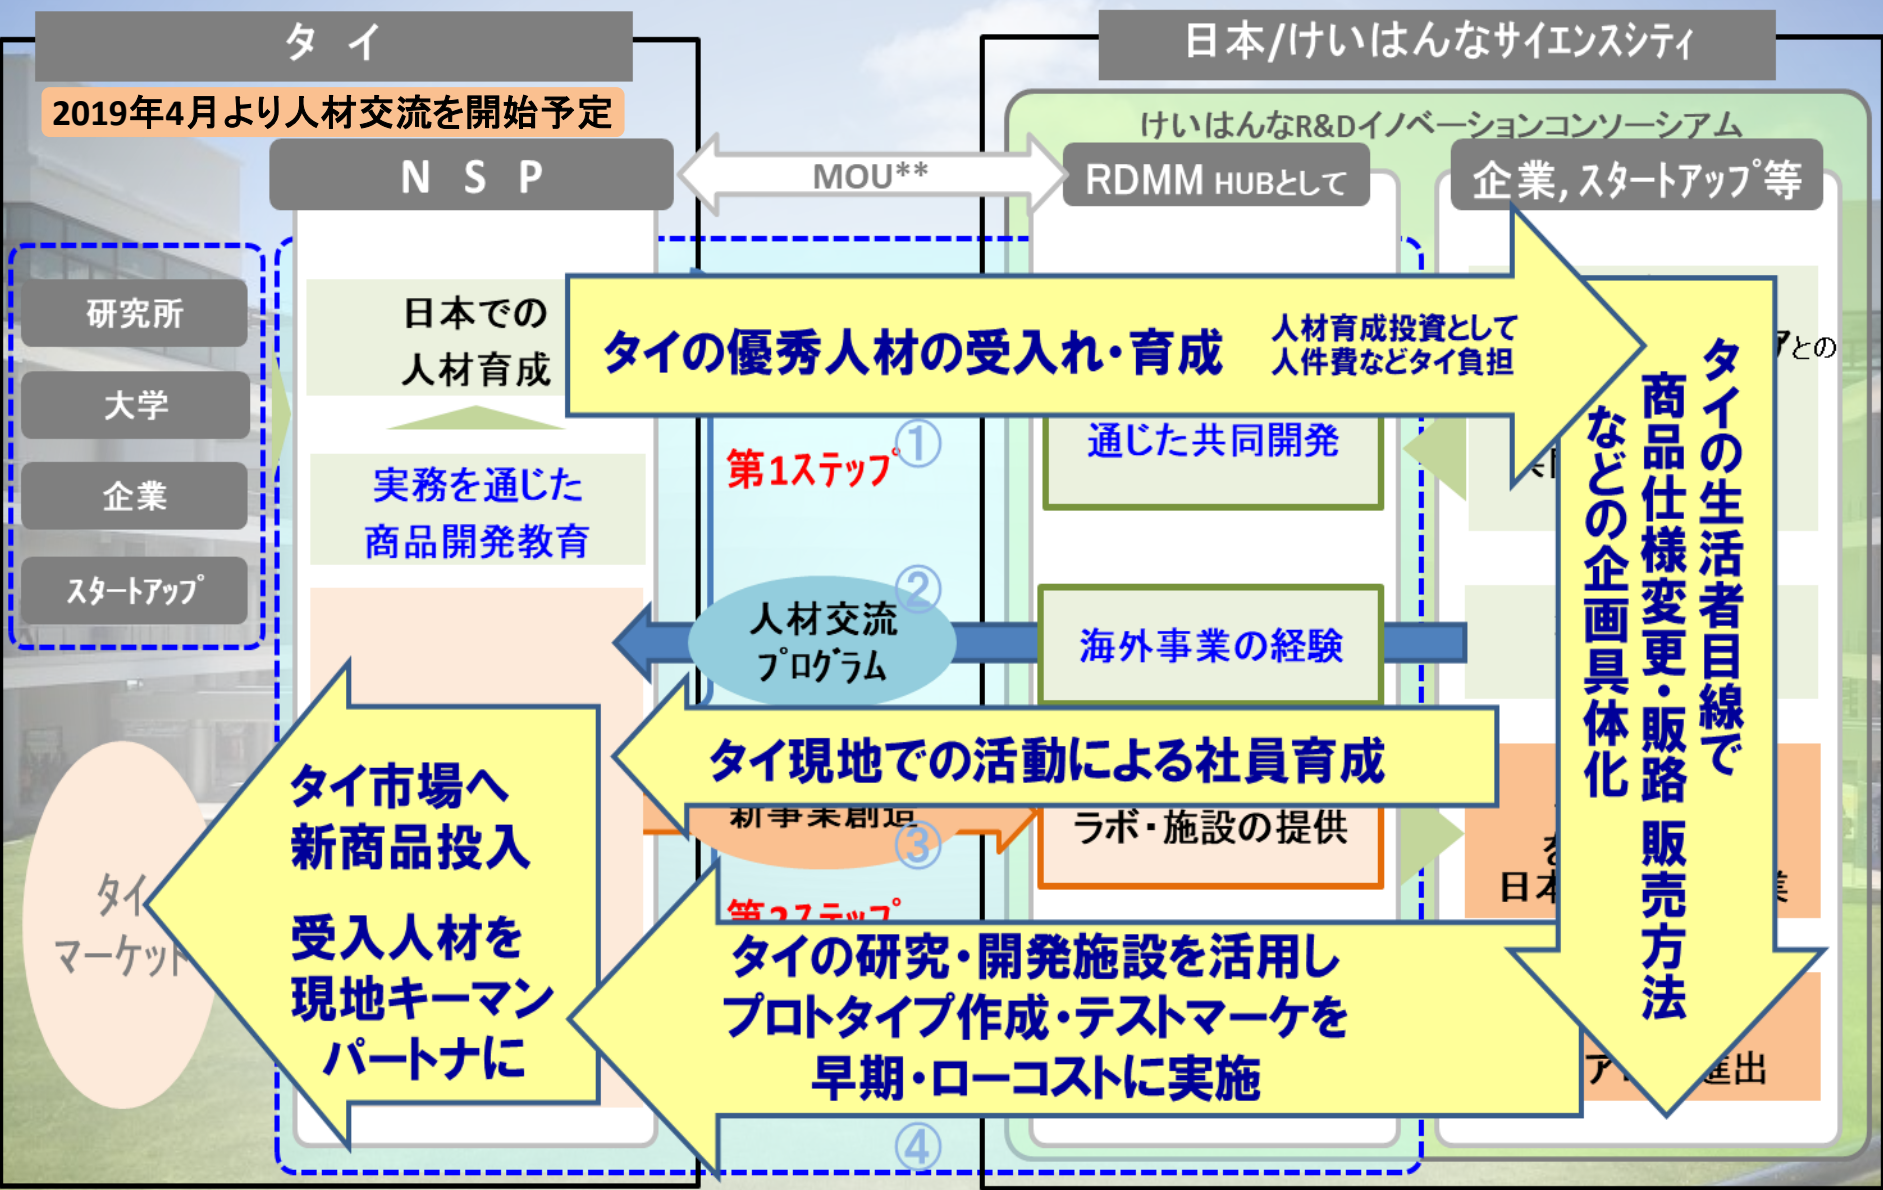 タイ
日本/けいはんなサイエンスシティ
2019年4月より人材交流を開始予定
けいはんなR&Dイノベーションコンソーシアム
NSP
MOU**
RDMM HUBとして
企業,スタートアップ等
研究所
大学
企業
スタートアップ
日本での
人材育成
実務を通じた
商品開発教育
タイの優秀人材の受入れ・育成
人材育成投資として
人件費などタイ負担
との
第1ステップ
①
通じた共同開発
②
人材交流
プログラム
海外事業の経験
タイの生活者目線で
商品仕様変更・販路 販売方法
などの企画具体化
タイ現地での活動による社員育成
新事業創造
③
ラボ・施設の提供
日本
タイ
マーケット
タイ市場へ
新商品投入
受入人材を
現地キーマン
パートナに
第2ステップ
タイの研究・開発施設を活用し
プロトタイプ作成・テストマーケを
早期・ローコストに実施
ア
進出
④